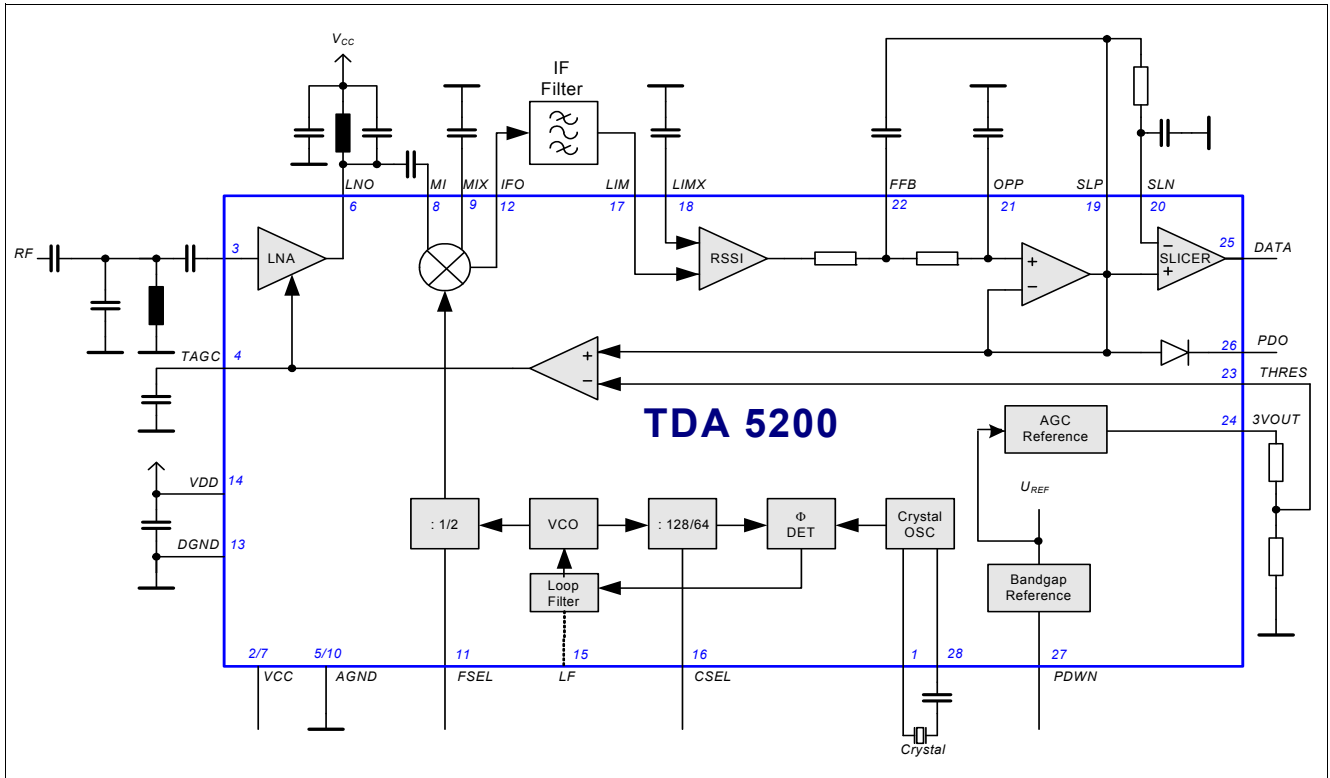 VCC
IF
Filter
LNO
MI
MIX
IFO
LIM
LIMX
FFB
OPP
SLP
SLN
6
8
9
12
17
18
22
21
19
20
RF
3
LNA
RSSI
+
−
−
SLICER
+
25
DATA
TAGC
4
+
−
26
PDO
23
THRES
TDA 5200
AGC
Reference
24
3VOUT
VDD
14
UREF
: 1/2
VCO
: 128/64
Φ
DET
Crystal
OSC
DGND
13
Loop
Filter
Bandgap
Reference
2/7
5/10
11
15
16
1
28
27
VCC
AGND
FSEL
LF
CSEL
PDWN
Crystal